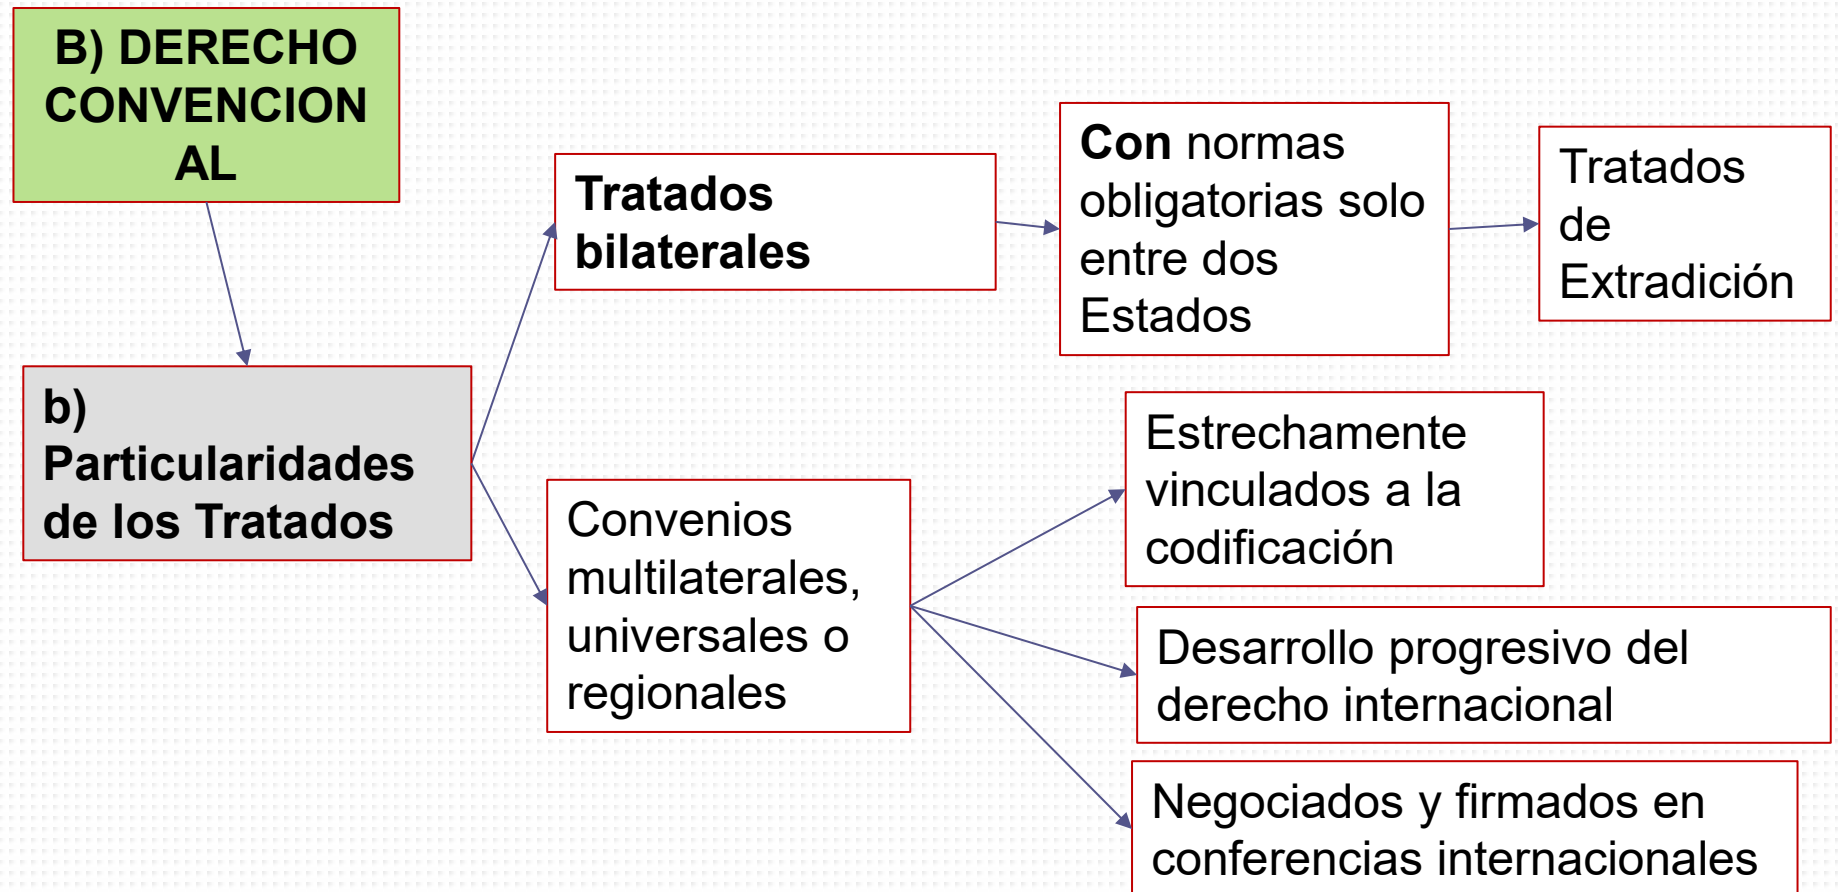 B) DERECHO
CONVENCION
AL
Tratados
bilaterales
Con normas
obligatorias solo
entre dos
Estados
Tratados
de
Extradición
b)
Particularidades
de los Tratados
Convenios
multilaterales,
universales o
regionales
Estrechamente
vinculados a la
codificación
Desarrollo progresivo del
derecho internacional
Negociados y firmados en
conferencias internacionales